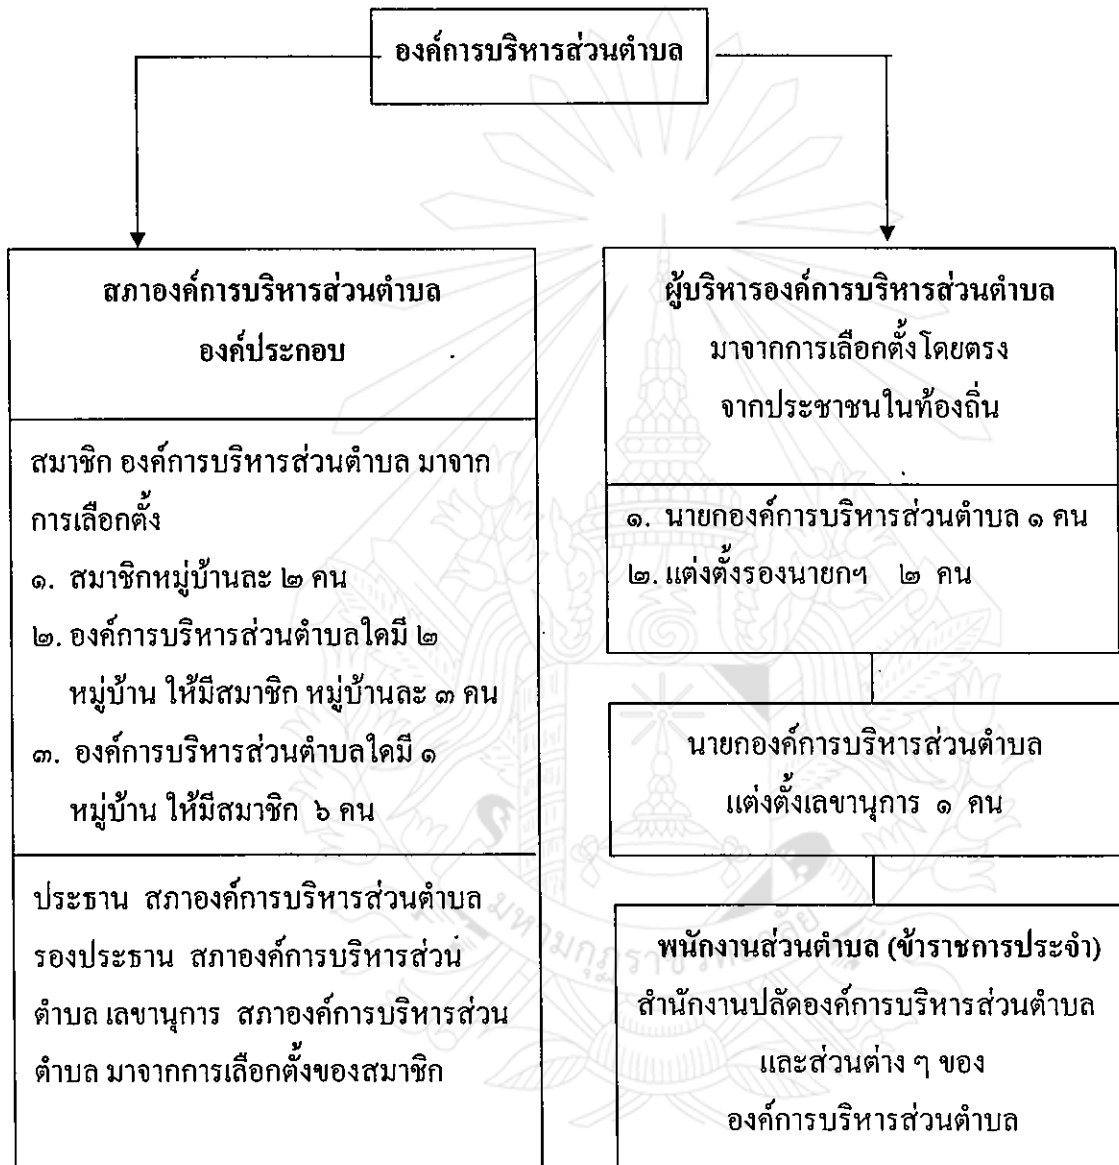 องค์การบริหารส่วนตำบล
สภาองค์การบริหารส่วนตำบล
องค์ประกอบ
สมาชิก องค์การบริหารส่วนตำบล มาจาก
การเลือกตั้ง
๑. สมาชิกหมู่บ้านละ ๒ คน
๒. องค์การบริหารส่วนตำบลใดมี ๒
หมู่บ้าน ให้มีสมาชิก หมู่บ้านละ ๓ คน
๓. องค์การบริหารส่วนตำบลใดมี ๑
หมู่บ้าน ให้มีสมาชิก ๖ คน
ประธาน สภาองค์การบริหารส่วนตำบล
รองประธาน สภาองค์การบริหารส่วน
ตำบล เลขานุการ สภาองค์การบริหารส่วน
ตำบล มาจากการเลือกตั้งของสมาชิก
ผู้บริหารองค์การบริหารส่วนตำบล
มาจากการเลือกตั้งโดยตรง
จากประชาชนในท้องถิ่น
๑. นายกองค์การบริหารส่วนตำบล ๑ คน
๒. แต่งตั้งรองนายกฯ ๒ คน
นายกองค์การบริหารส่วนตำบล
แต่งตั้งเลขานุการ ๑ คน
พนักงานส่วนตำบล (ข้าราชการประจำ)
สำนักงานปลัดองค์การบริหารส่วนตำบล
และส่วนต่าง ๆ ของ
องค์การบริหารส่วนตำบล